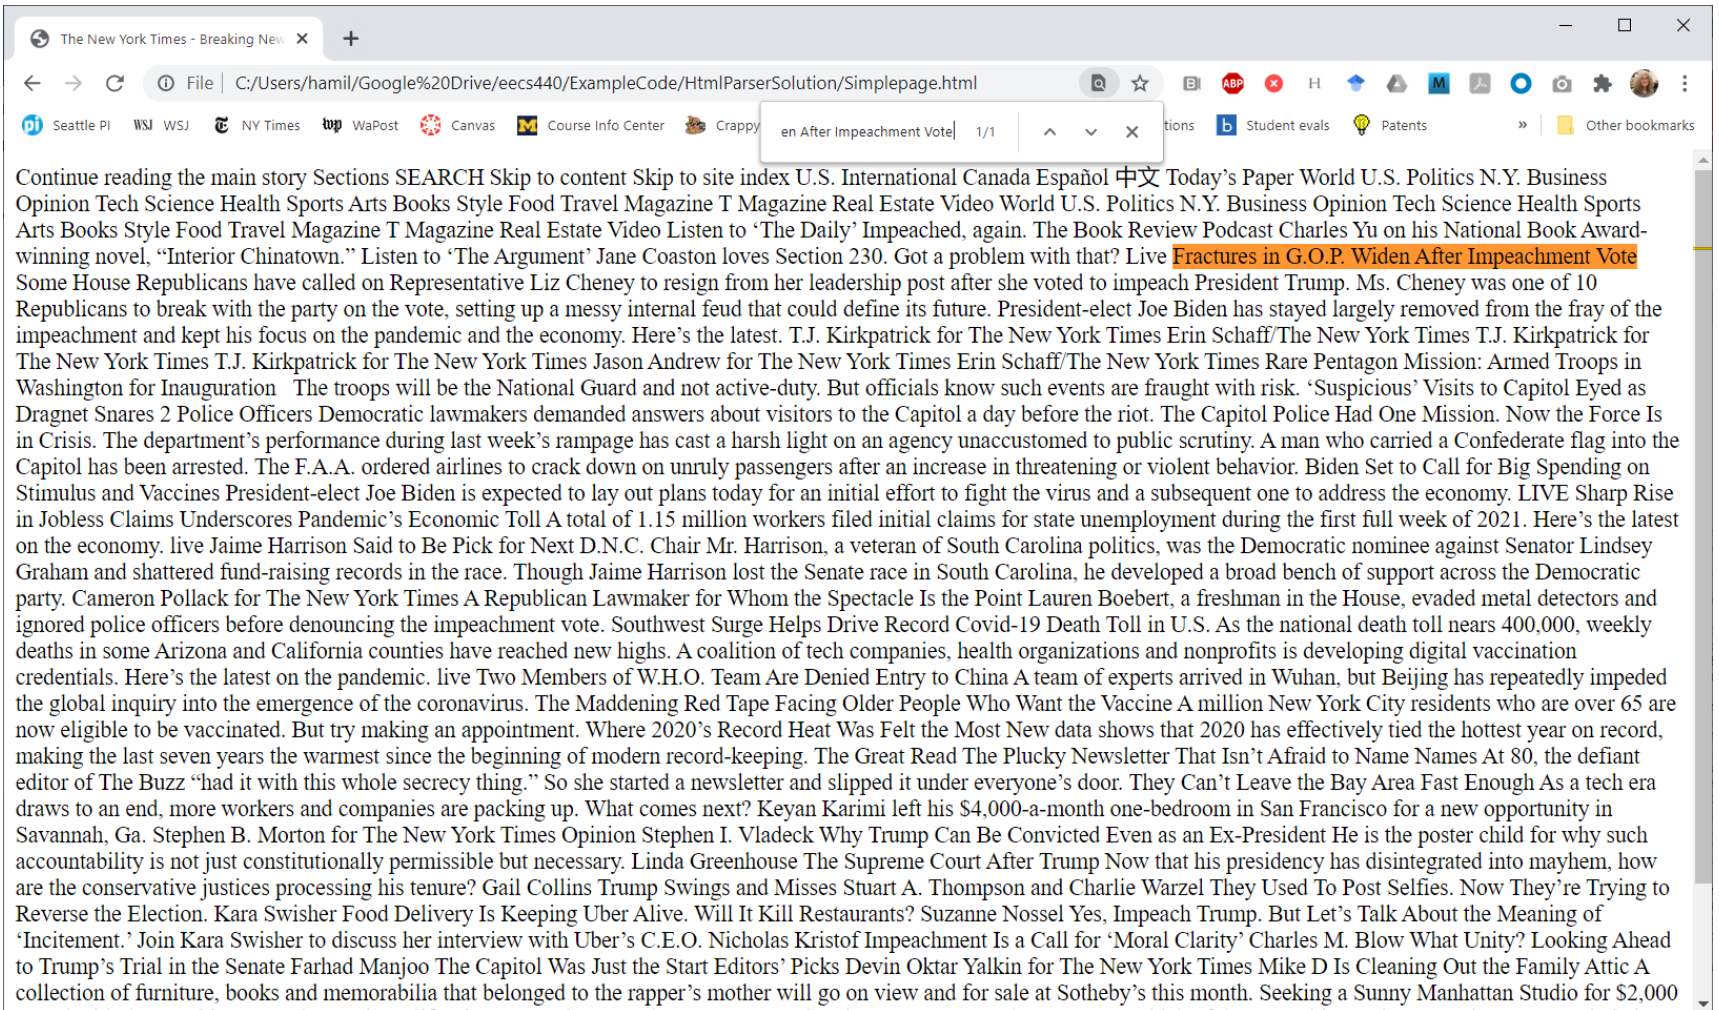 The New York Times - Breaking New
File | C:/Users/hamil/Google%20Drive/eecs440/ExampleCode/HtmlParserSolution/Simplepage.html
Seattle PI WSJ WSJ NY Times wp WaPost Canvas Course Info Center Crappy tions Student evals Patents » Other bookmarks
en After Impeachment Vote 1/1
Continue reading the main story Sections SEARCH Skip to content Skip to site index U.S. International Canada Español 中文 Today’s Paper World U.S. Politics N.Y. Business
Opinion Tech Science Health Sports Arts Books Style Food Travel Magazine T Magazine Real Estate Video World U.S. Politics N.Y. Business Opinion Tech Science Health Sports
Arts Books Style Food Travel Magazine T Magazine Real Estate Video Listen to ‘The Daily’ Impeached, again. The Book Review Podcast Charles Yu on his National Book Award-
winning novel, “Interior Chinatown.” Listen to ‘The Argument’ Jane Coaston loves Section 230. Got a problem with that? Live Fractures in G.O.P. Widen After Impeachment Vote
Some House Republicans have called on Representative Liz Cheney to resign from her leadership post after she voted to impeach President Trump. Ms. Cheney was one of 10
Republicans to break with the party on the vote, setting up a messy internal feud that could define its future. President-elect Joe Biden has stayed largely removed from the fray of the
impeachment and kept his focus on the pandemic and the economy. Here’s the latest. T.J. Kirkpatrick for The New York Times Erin Schaff/The New York Times T.J. Kirkpatrick for
The New York Times T.J. Kirkpatrick for The New York Times Jason Andrew for The New York Times Erin Schaff/The New York Times Rare Pentagon Mission: Armed Troops in
Washington for Inauguration The troops will be the National Guard and not active-duty. But officials know such events are fraught with risk. ‘Suspicious’ Visits to Capitol Eyed as
Dragnet Snares 2 Police Officers Democratic lawmakers demanded answers about visitors to the Capitol a day before the riot. The Capitol Police Had One Mission. Now the Force Is
in Crisis. The department’s performance during last week’s rampage has cast a harsh light on an agency unaccustomed to public scrutiny. A man who carried a Confederate flag into the
Capitol has been arrested. The F.A.A. ordered airlines to crack down on unruly passengers after an increase in threatening or violent behavior. Biden Set to Call for Big Spending on
Stimulus and Vaccines President-elect Joe Biden is expected to lay out plans today for an initial effort to fight the virus and a subsequent one to address the economy. LIVE Sharp Rise
in Jobless Claims Underscores Pandemic’s Economic Toll A total of 1.15 million workers filed initial claims for state unemployment during the first full week of 2021. Here’s the latest
on the economy. live Jaime Harrison Said to Be Pick for Next D.N.C. Chair Mr. Harrison, a veteran of South Carolina politics, was the Democratic nominee against Senator Lindsey
Graham and shattered fund-raising records in the race. Though Jaime Harrison lost the Senate race in South Carolina, he developed a broad bench of support across the Democratic
party. Cameron Pollack for The New York Times A Republican Lawmaker for Whom the Spectacle Is the Point Lauren Boebert, a freshman in the House, evaded metal detectors and
ignored police officers before denouncing the impeachment vote. Southwest Surge Helps Drive Record Covid-19 Death Toll in U.S. As the national death toll nears 400,000, weekly
deaths in some Arizona and California counties have reached new highs. A coalition of tech companies, health organizations and nonprofits is developing digital vaccination
credentials. Here’s the latest on the pandemic. live Two Members of W.H.O. Team Are Denied Entry to China A team of experts arrived in Wuhan, but Beijing has repeatedly impeded
the global inquiry into the emergence of the coronavirus. The Maddening Red Tape Facing Older People Who Want the Vaccine A million New York City residents who are over 65 are
now eligible to be vaccinated. But try making an appointment. Where 2020’s Record Heat Was Felt the Most New data shows that 2020 has effectively tied the hottest year on record,
making the last seven years the warmest since the beginning of modern record-keeping. The Great Read The Plucky Newsletter That Isn’t Afraid to Name Names At 80, the defiant
editor of The Buzz “had it with this whole secrecy thing.” So she started a newsletter and slipped it under everyone’s door. They Can’t Leave the Bay Area Fast Enough As a tech era
draws to an end, more workers and companies are packing up. What comes next? Keyan Karimi left his $4,000-a-month one-bedroom in San Francisco for a new opportunity in
Savannah, Ga. Stephen B. Morton for The New York Times Opinion Stephen I. Vladeck Why Trump Can Be Convicted Even as an Ex-President He is the poster child for why such
accountability is not just constitutionally permissible but necessary. Linda Greenhouse The Supreme Court After Trump Now that his presidency has disintegrated into mayhem, how
are the conservative justices processing his tenure? Gail Collins Trump Swings and Misses Stuart A. Thompson and Charlie Warzel They Used To Post Selfies. Now They’re Trying to
Reverse the Election. Kara Swisher Food Delivery Is Keeping Uber Alive. Will It Kill Restaurants? Suzanne Nossel Yes, Impeach Trump. But Let’s Talk About the Meaning of
‘Incitement.’ Join Kara Swisher to discuss her interview with Uber’s C.E.O. Nicholas Kristof Impeachment Is a Call for ‘Moral Clarity’ Charles M. Blow What Unity? Looking Ahead
to Trump’s Trial in the Senate Farhad Manjoo The Capitol Was Just the Start Editors’ Picks Devin Oktar Yalkin for The New York Times Mike D Is Cleaning Out the Family Attic A
collection of furniture, books and memorabilia that belonged to the rapper’s mother will go on view and for sale at Sotheby’s this month. Seeking a Sunny Manhattan Studio for $2,000